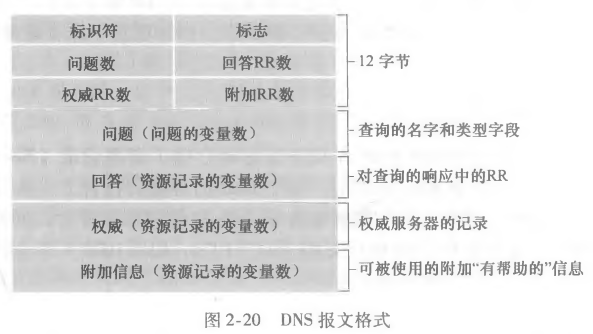 标识符 标志
问题数 回答RR数 12 字节
权威RR数 附加RR数
问题（问题的变量数） 查询的名字和类型字段
回答（资源记录的变量数） 对查询的响应中的RR
权威（资源记录的变量数） 权威服务器的记录
附加信息（资源记录的变量数） 可被使用的附加“有帮助的”信息
图 2-20 DNS 报文格式